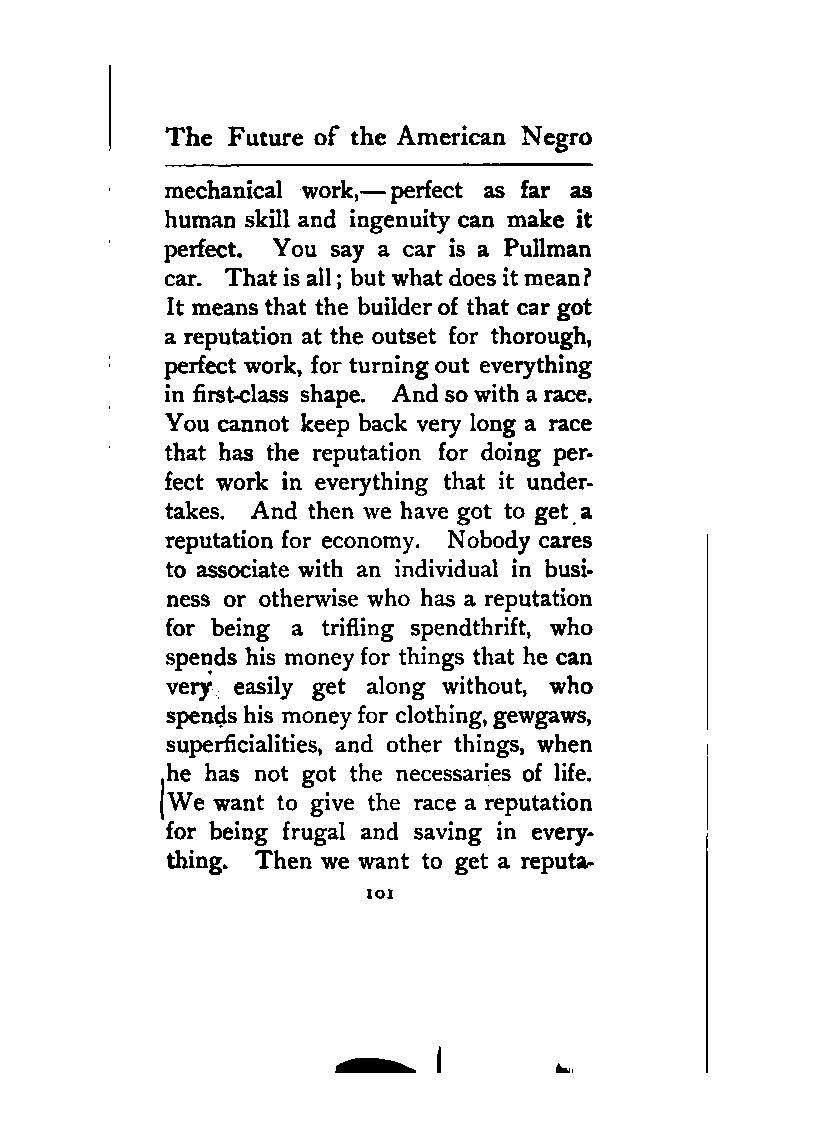 The Future of the American Negro
mechanical work,—perfect as far as
human skill and ingenuity can make it
perfect. You say a car is a Pullman
car. That is all; but what does it mean?
It means that the builder of that car got
a reputation at the outset for thorough,
perfect work, for turning out everything
in first-class shape. And so with a race.
You cannot keep back very long a race
that has the reputation for doing per-
fect work in everything that it under-
takes. And then we have got to get a
reputation for economy. Nobody cares
to associate with an individual in busi-
ness or otherwise who has a reputation
for being a trifling spendthrift, who
spends his money for things that he can
very easily get along without, who
spends his money for clothing, gewgaws,
superficialities, and other things, when
he has not got the necessaries of life.
We want to give the race a reputation
for being frugal and saving in every-
thing. Then we want to get a reputa-
101